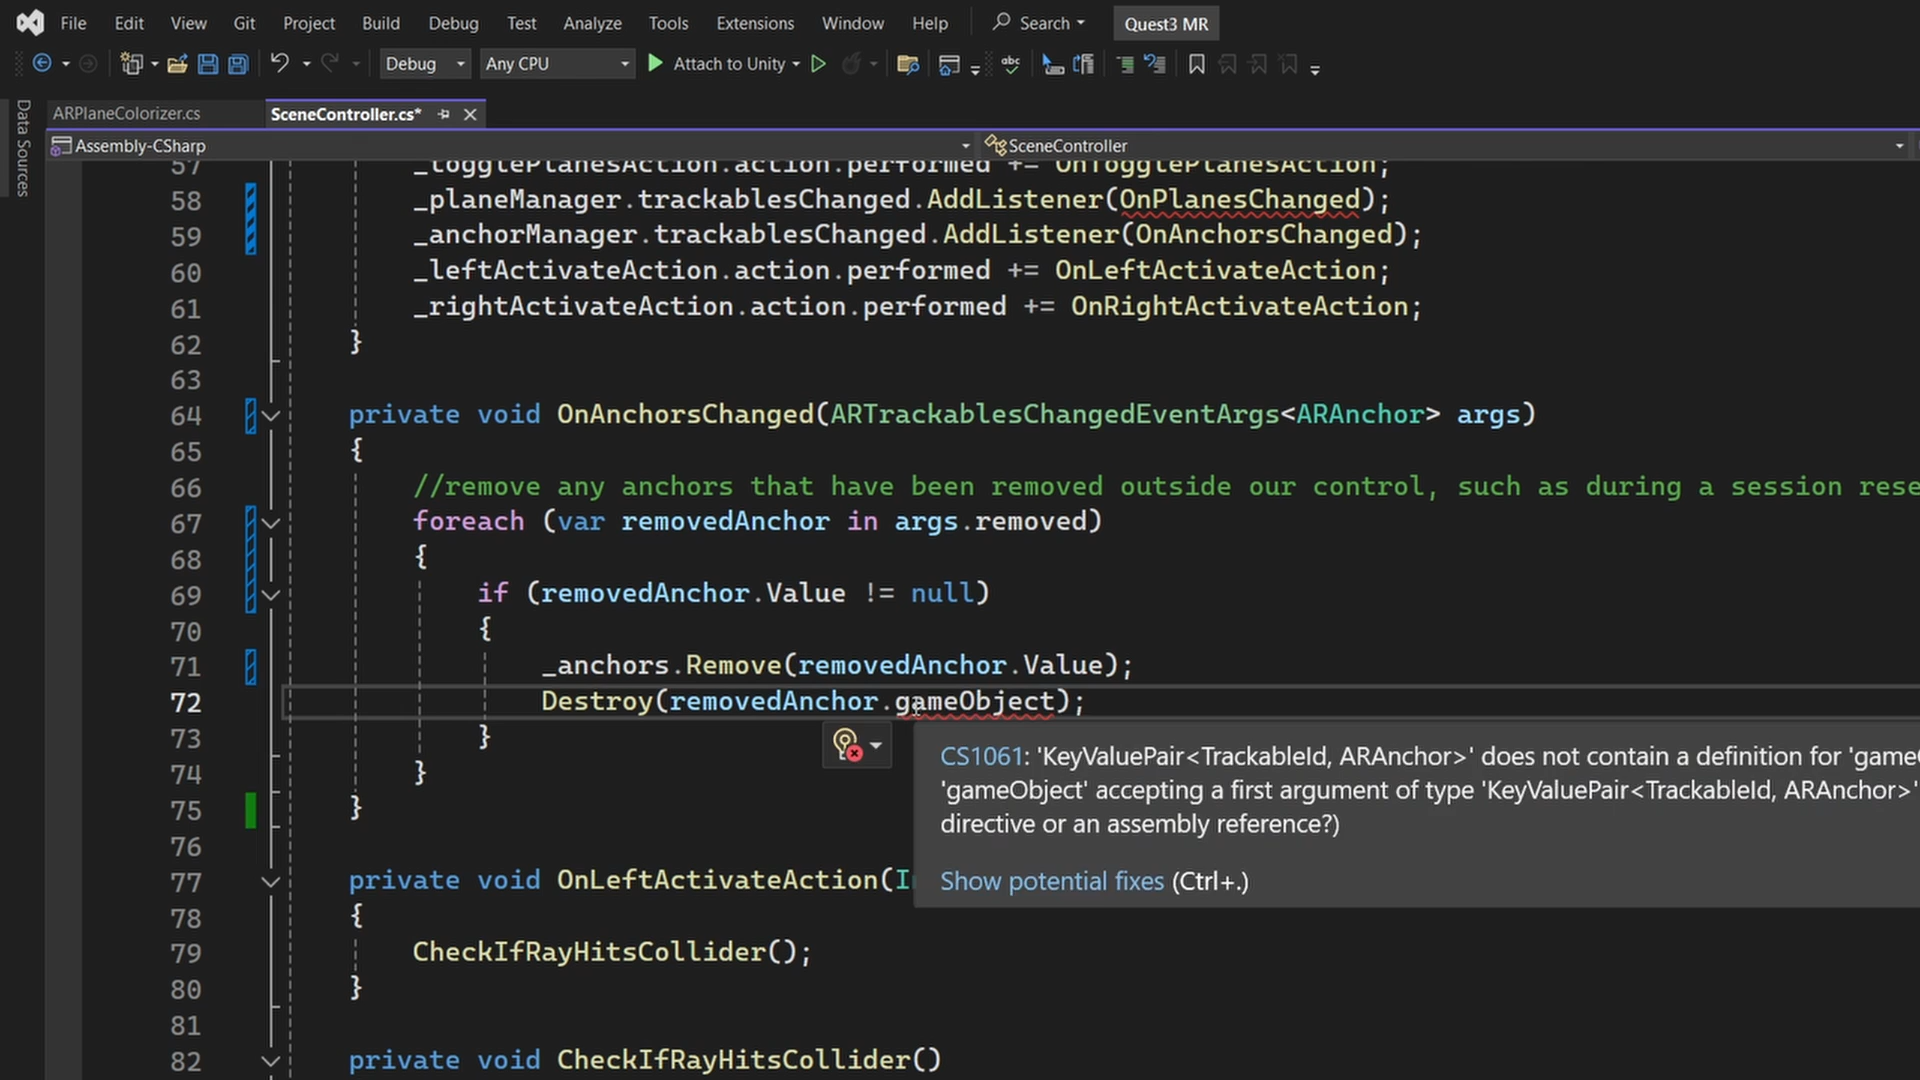 File Edit View Git Project Build Debug Test Analyze Tools Extensions Window Help Search Quest3 MR
Debug Any CPU Attach to Unity
Data Sources
ARPlaneColorizer.cs SceneController.cs*
Assembly-CSharp SceneController
57 _togglePlanesAction.action.performed += OnTogglePlanesAction;
58 _planeManager.trackablesChanged.AddListener(OnPlanesChanged);
59 _anchorManager.trackablesChanged.AddListener(OnAnchorsChanged);
60 _leftActivateAction.action.performed += OnLeftActivateAction;
61 _rightActivateAction.action.performed += OnRightActivateAction;
62 }
63
64 private void OnAnchorsChanged(ARTrackablesChangedEventArgs<ARAnchor> args)
65 {
66 //remove any anchors that have been removed outside our control, such as during a session rese
67 foreach (var removedAnchor in args.removed)
68 {
69 if (removedAnchor.Value != null)
70 {
71 _anchors.Remove(removedAnchor.Value);
72 Destroy(removedAnchor.gameObject);
73 }
74 }
75 }
76
77 private void OnLeftActivateAction(I
78 {
79 CheckIfRayHitsCollider();
80 }
81
82 private void CheckIfRayHitsCollider()
CS1061: 'KeyValuePair<TrackableId, ARAnchor>' does not contain a definition for 'game
'gameObject' accepting a first argument of type 'KeyValuePair<TrackableId, ARAnchor>'
directive or an assembly reference?)
Show potential fixes (Ctrl+.)